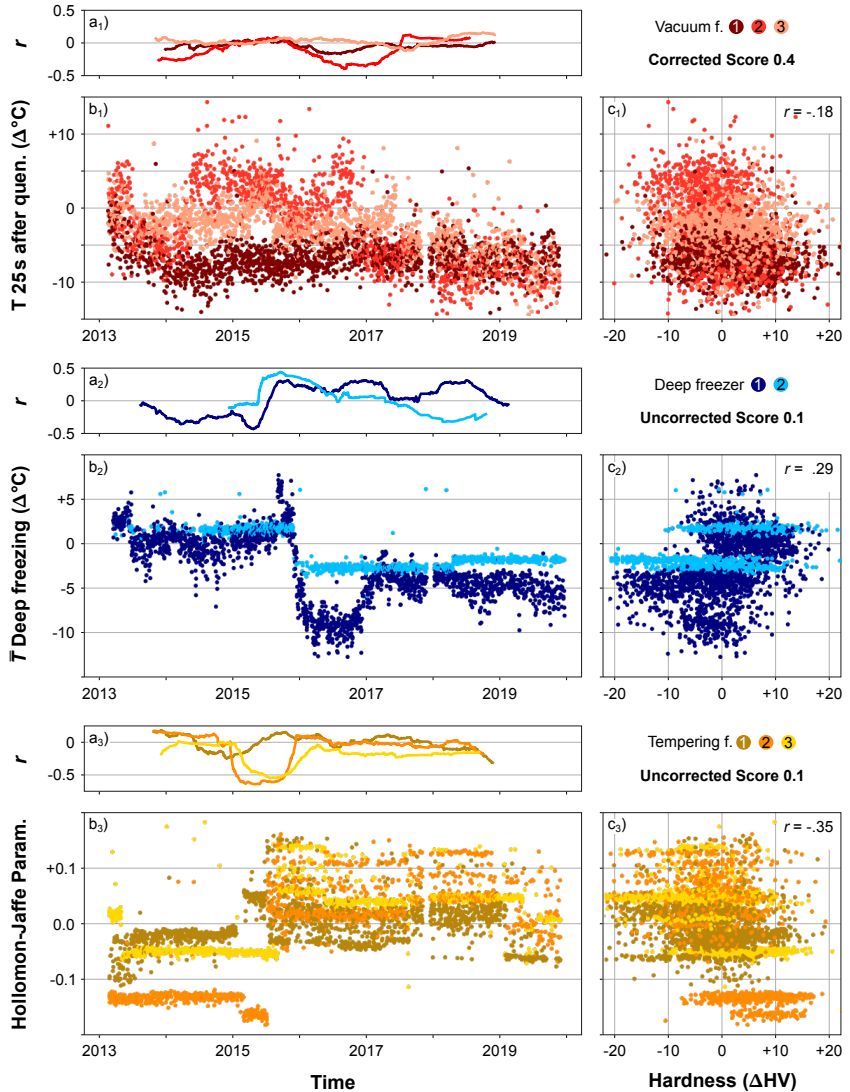 a₁)
0.5
0
-0.5
r
Vacuum f. 1 2 3
Corrected Score 0.4
b₁)
c₁)
r = -.18
+10
0
-10
T 25s after quen. (Δ°C)
2013 2015 2017 2019
-20 -10 0 +10 +20
a₂)
0.5
0
-0.5
r
Deep freezer 1 2
Uncorrected Score 0.1
b₂)
c₂)
r = .29
+5
0
-5
-10
T̅ Deep freezing (Δ°C)
2013 2015 2017 2019
-20 -10 0 +10 +20
a₃)
0
-0.5
r
Tempering f. 1 2 3
Uncorrected Score 0.1
b₃)
c₃)
r = -.35
+0.1
0.0
-0.1
Hollomon-Jaffe Param.
2013 2015 2017 2019
-20 -10 0 +10 +20
Time
Hardness (ΔHV)